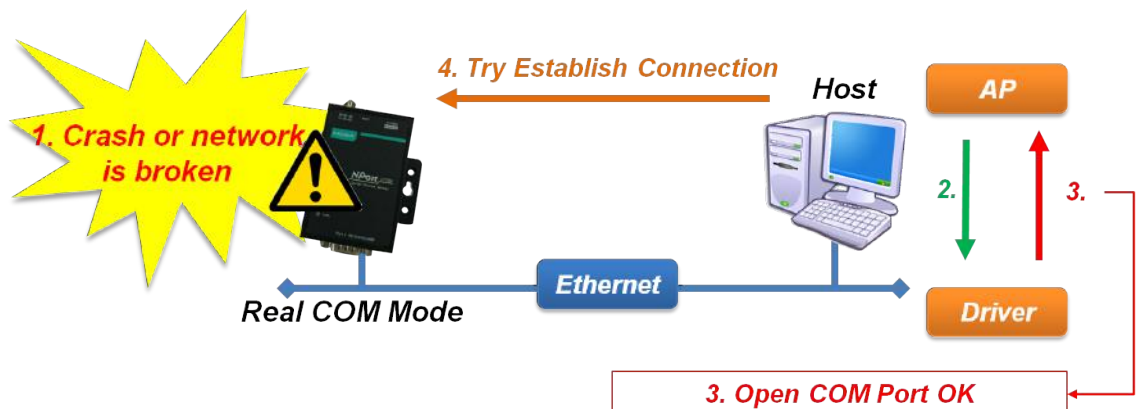 4. Try Establish Connection
Host
AP
1. Crash or network
is broken
NPort
2.
3.
Ethernet
Real COM Mode
Driver
3. Open COM Port OK